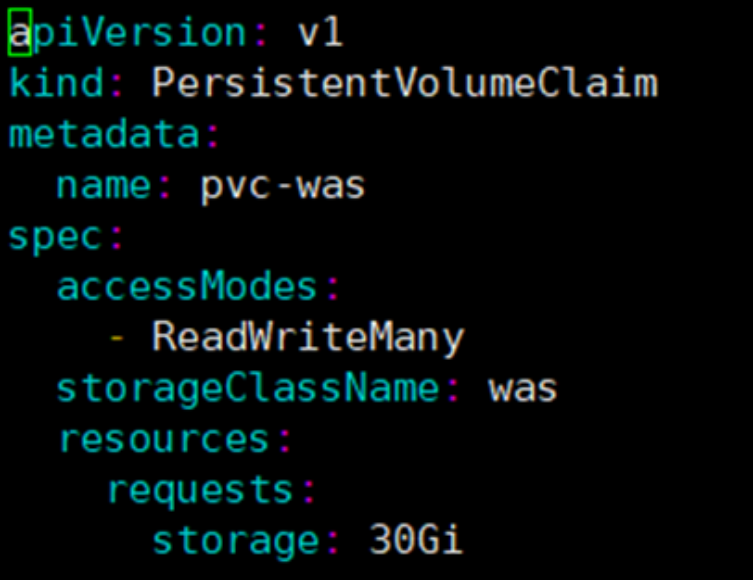 apiVersion: v1
kind: PersistentVolumeClaim
metadata:
  name: pvc-was
spec:
  accessModes:
    - ReadWriteMany
  storageClassName: was
  resources:
    requests:
      storage: 30Gi